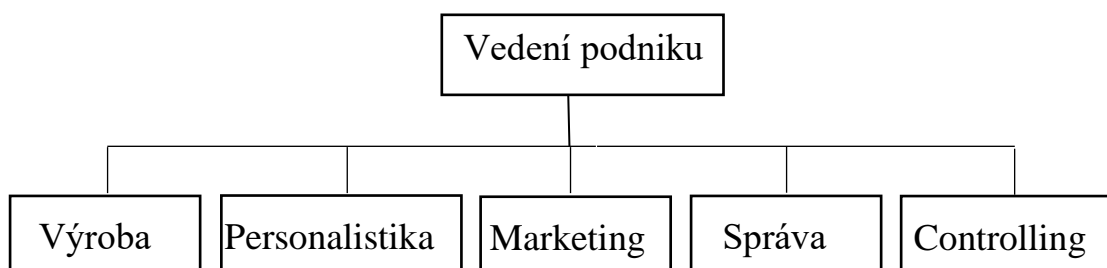 Vedení podniku
Výroba Personalistika Marketing Správa Controlling